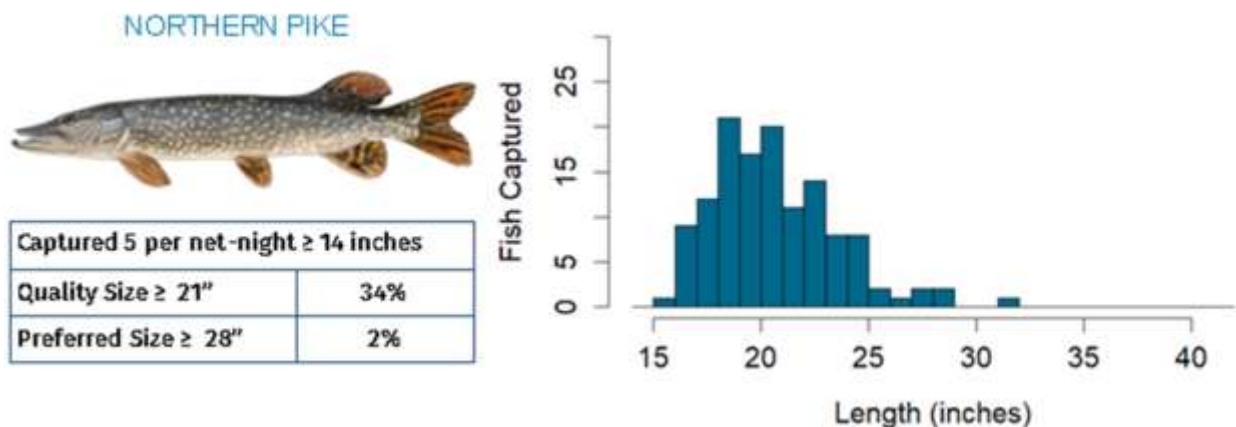 NORTHERN PIKE
Captured 5 per net-night ≥ 14 inches
Quality Size ≥ 21” 34%
Preferred Size ≥ 28” 2%
Fish Captured
25
15
5
0
15 20 25 30 35 40
Length (inches)